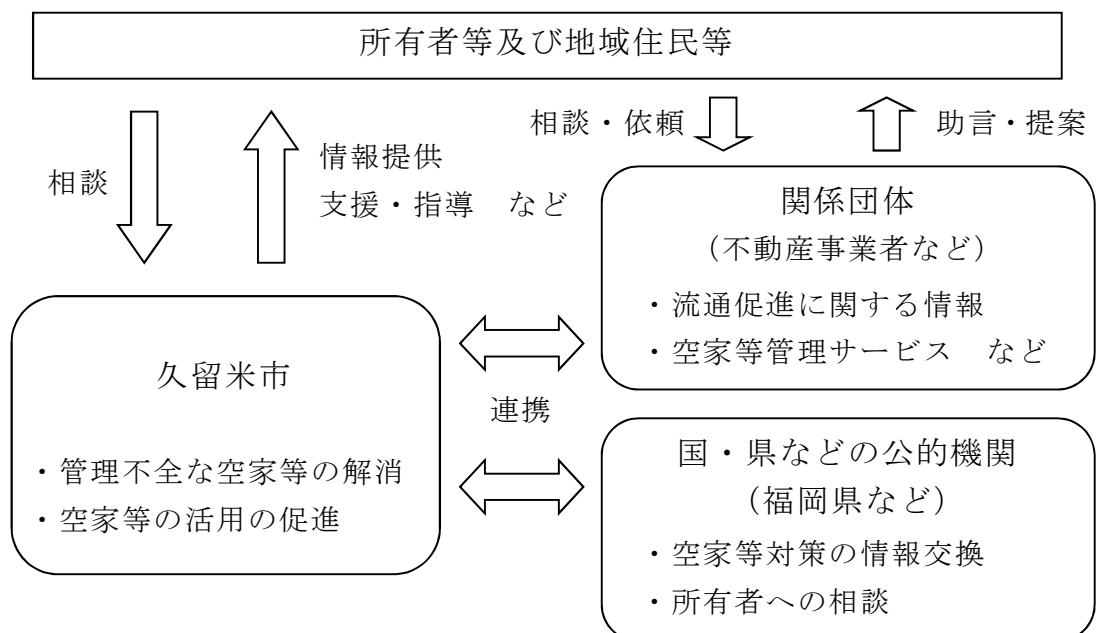 所有者等及び地域住民等
相談
情報提供
支援・指導　など
相談・依頼
助言・提案
関係団体
（不動産事業者など）
・流通促進に関する情報
・空家等管理サービス　など
久留米市
・管理不全な空家等の解消
・空家等の活用の促進
連携
国・県などの公的機関
（福岡県など）
・空家等対策の情報交換
・所有者への相談